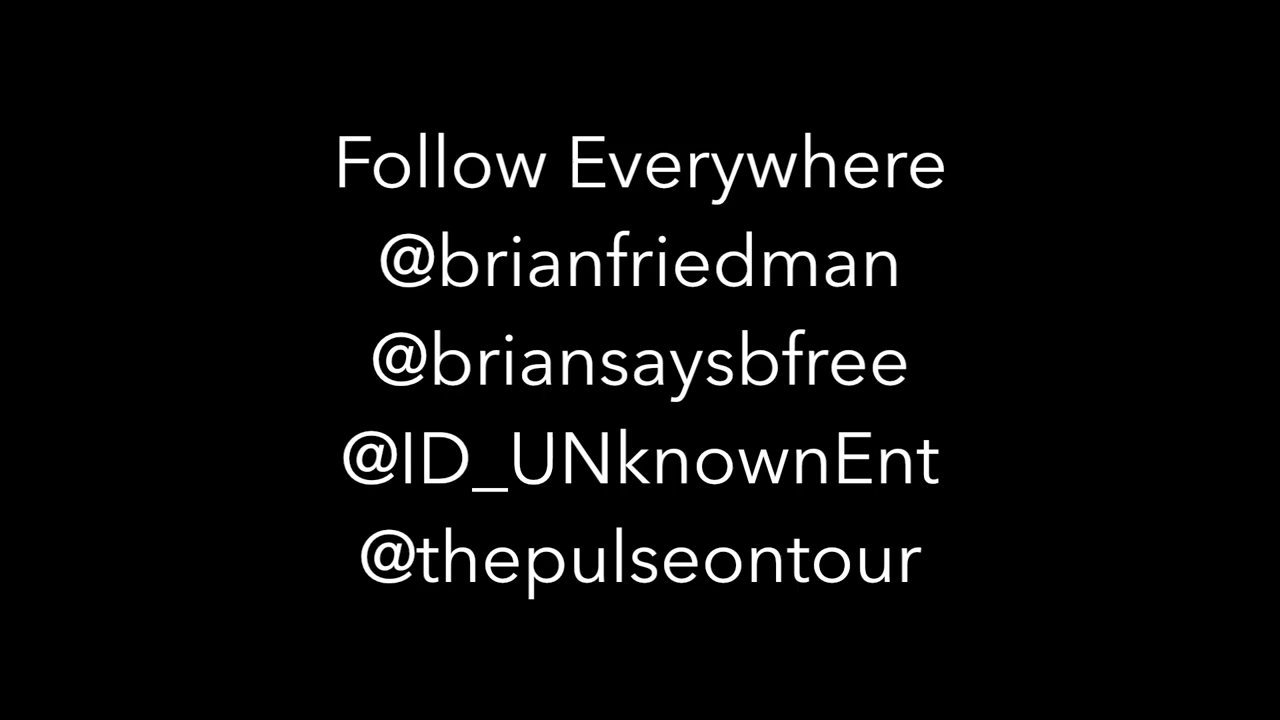 Follow Everywhere
@brianfriedman
@briansaysbfree
@ID_UNknownEnt
@thepulseontour